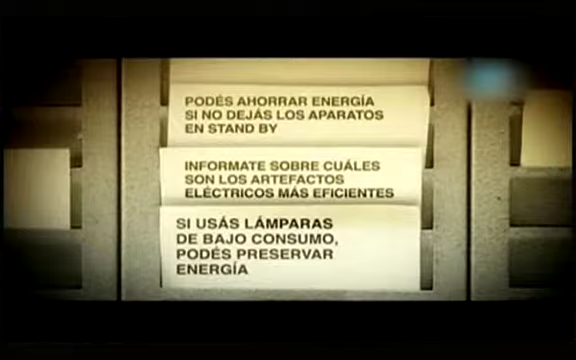 PODÉS AHORRAR ENERGÍA
SI NO DEJÁS LOS APARATOS
EN STAND BY
INFORMATE SOBRE CUÁLES
SON LOS ARTEFACTOS
ELÉCTRICOS MÁS EFICIENTES
SI USÁS LÁMPARAS
DE BAJO CONSUMO,
PODÉS PRESERVAR
ENERGÍA